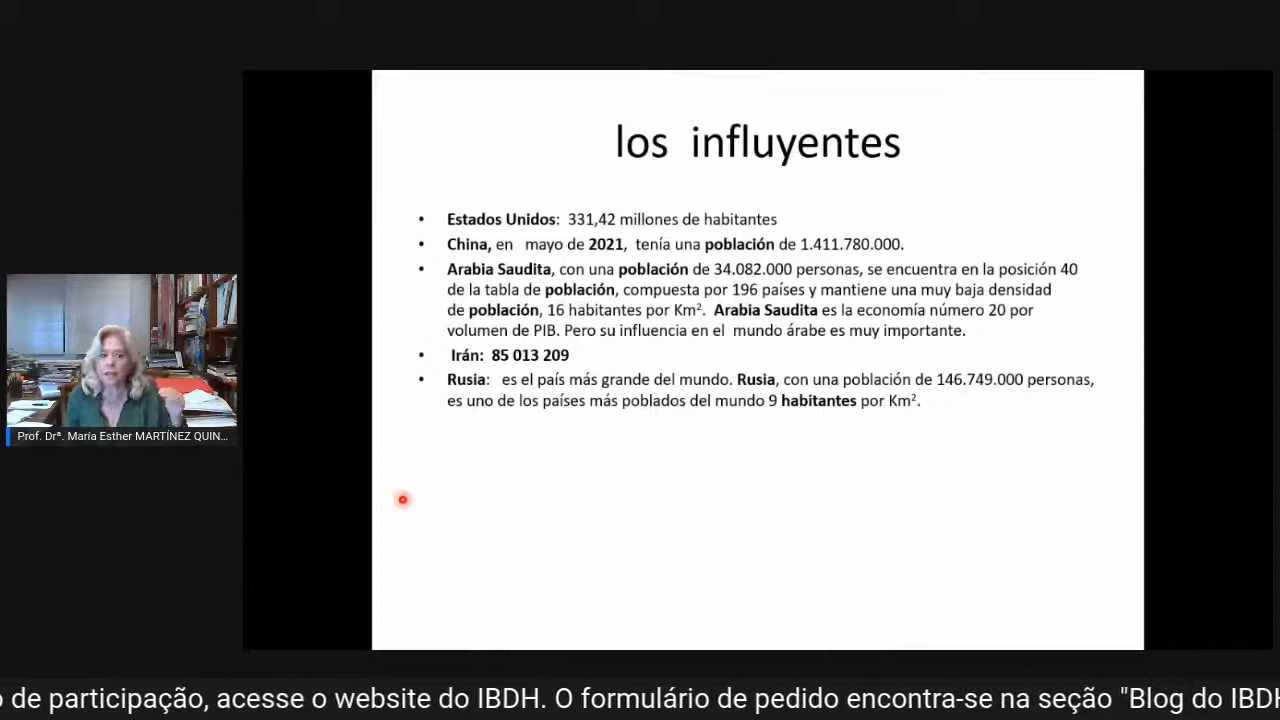 los influyentes
• Estados Unidos: 331,42 millones de habitantes
• China, en mayo de 2021, tenía una población de 1.411.780.000.
• Arabia Saudita, con una población de 34.082.000 personas, se encuentra en la posición 40
de la tabla de población, compuesta por 196 países y mantiene una muy baja densidad
de población, 16 habitantes por Km². Arabia Saudita es la economía número 20 por
volumen de PIB. Pero su influencia en el mundo árabe es muy importante.
• Irán: 85 013 209
• Rusia: es el país más grande del mundo. Rusia, con una población de 146.749.000 personas,
es uno de los países más poblados del mundo 9 habitantes por Km².
Prof. Drª. María Esther MARTÍNEZ QUIN...
o de participação, acesse o website do IBDH. O formulário de pedido encontra-se na seção "Blog do IBDH